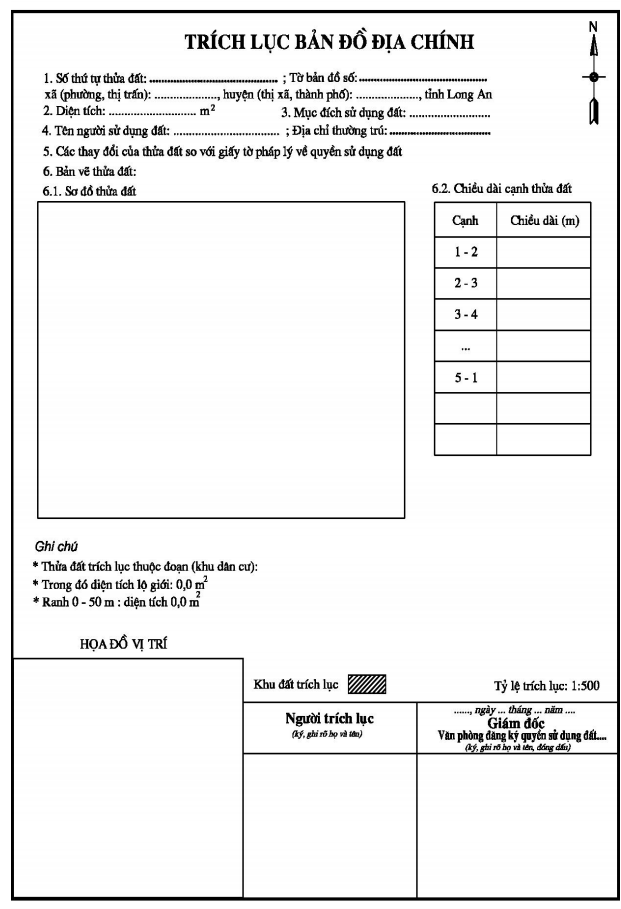 N
TRÍCH LỤC BẢN ĐỒ ĐỊA CHÍNH
1. Số thứ tự thửa đất: ........................................ ; Tờ bản đồ số:........................................
xã (phường, thị trấn): ...................., huyện (thị xã, thành phố): ...................., tỉnh Long An
2. Diện tích: ........................... m2 3. Mục đích sử dụng đất: .........................
4. Tên người sử dụng đất: ................................. ; Địa chỉ thường trú:...............................
5. Các thay đổi của thửa đất so với giấy tờ pháp lý về quyền sử dụng đất
6. Bản vẽ thửa đất:
6.1. Sơ đồ thửa đất
6.2. Chiều dài cạnh thửa đất
Cạnh Chiều dài (m)
1 - 2
2 - 3
3 - 4
...
5 - 1
Ghi chú
* Thửa đất trích lục thuộc đoạn (khu dân cư):
* Trong đó diện tích lộ giới: 0,0 m2
* Ranh 0 - 50 m : diện tích 0,0 m2
HỌA ĐỒ VỊ TRÍ
Khu đất trích lục Tỷ lệ trích lục: 1:500
Người trích lục
(ký, ghi rõ họ và tên)
......, ngày ... tháng ... năm ....
Giám đốc
Văn phòng đăng ký quyền sử dụng đất....
(ký, ghi rõ họ và tên, đóng dấu)